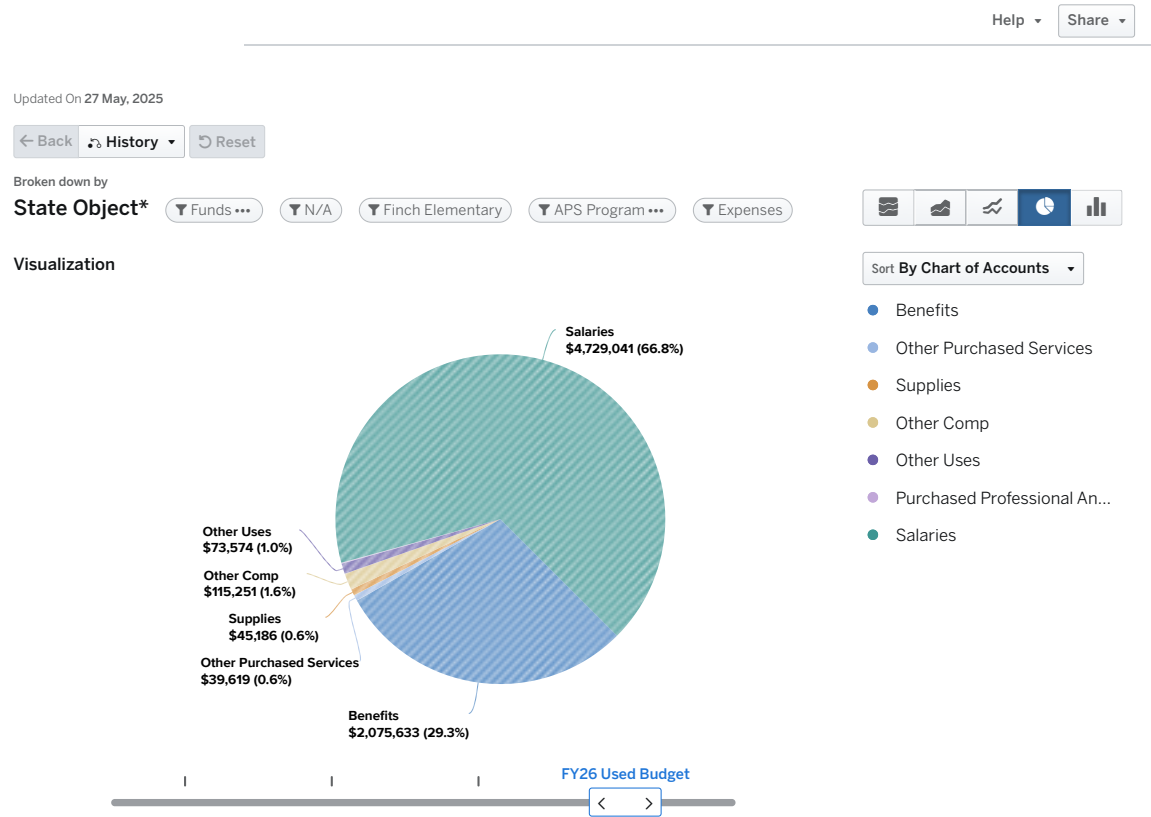 Help
Share
Updated On 27 May, 2025
Back
History
Reset
Broken down by
State Object*
Funds •••
N/A
Finch Elementary
APS Program •••
Expenses
Visualization
Sort By Chart of Accounts
Benefits
Other Purchased Services
Supplies
Other Comp
Other Uses
Purchased Professional An...
Salaries
Salaries
$4,729,041 (66.8%)
Other Uses
$73,574 (1.0%)
Other Comp
$115,251 (1.6%)
Supplies
$45,186 (0.6%)
Other Purchased Services
$39,619 (0.6%)
Benefits
$2,075,633 (29.3%)
FY26 Used Budget